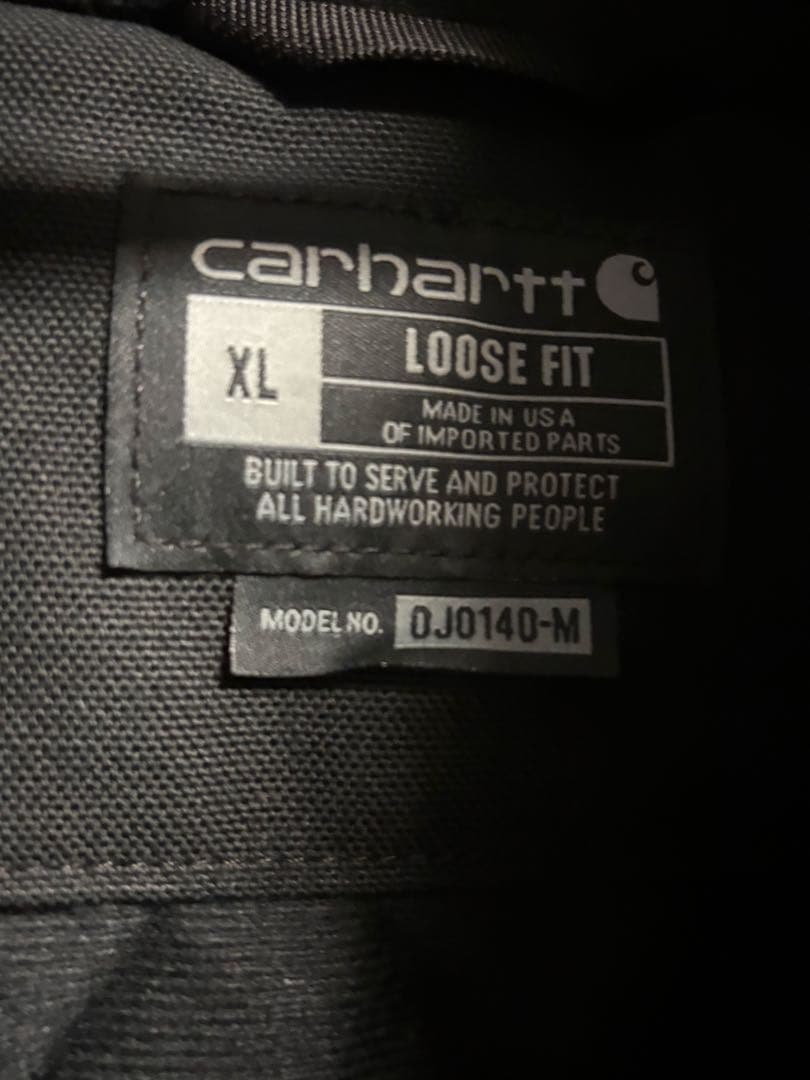 carhartt
XL
LOOSE FIT
MADE IN USA
OF IMPORTED PARTS
BUILT TO SERVE AND PROTECT
ALL HARDWORKING PEOPLE
MODEL NO. 0J0140-M